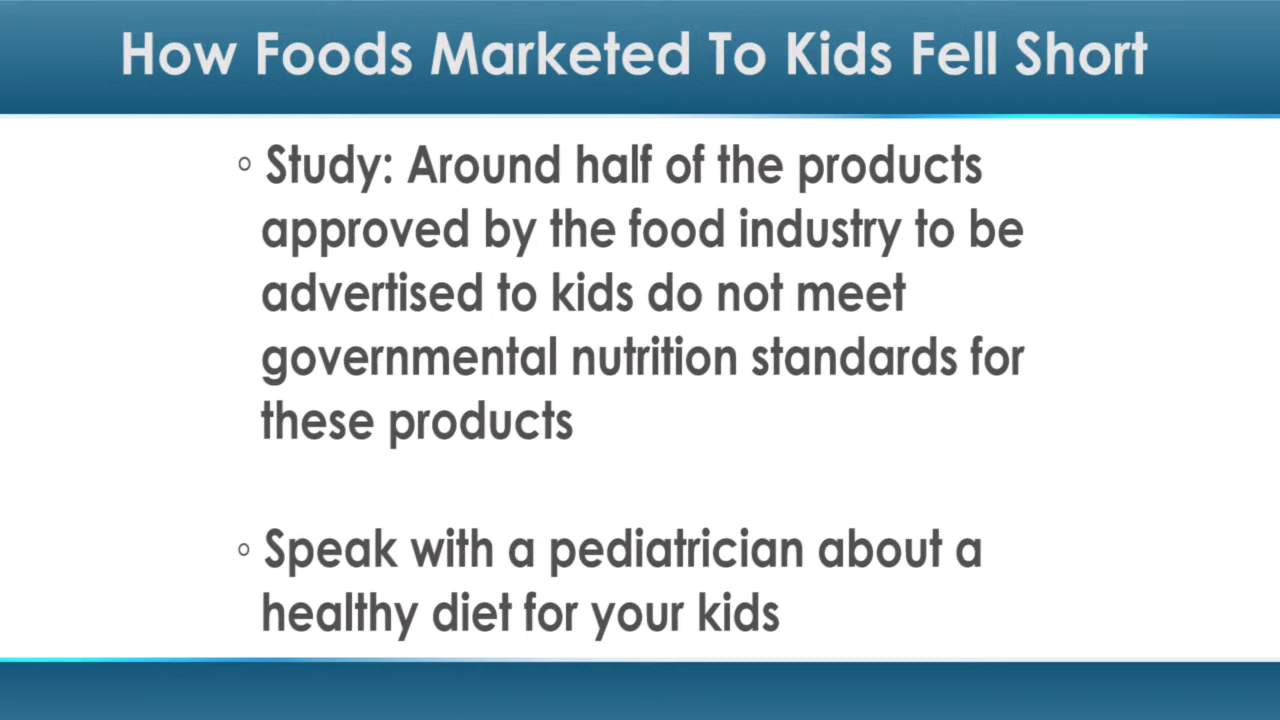 How Foods Marketed To Kids Fell Short
◦ Study: Around half of the products
approved by the food industry to be
advertised to kids do not meet
governmental nutrition standards for
these products
◦ Speak with a pediatrician about a
healthy diet for your kids